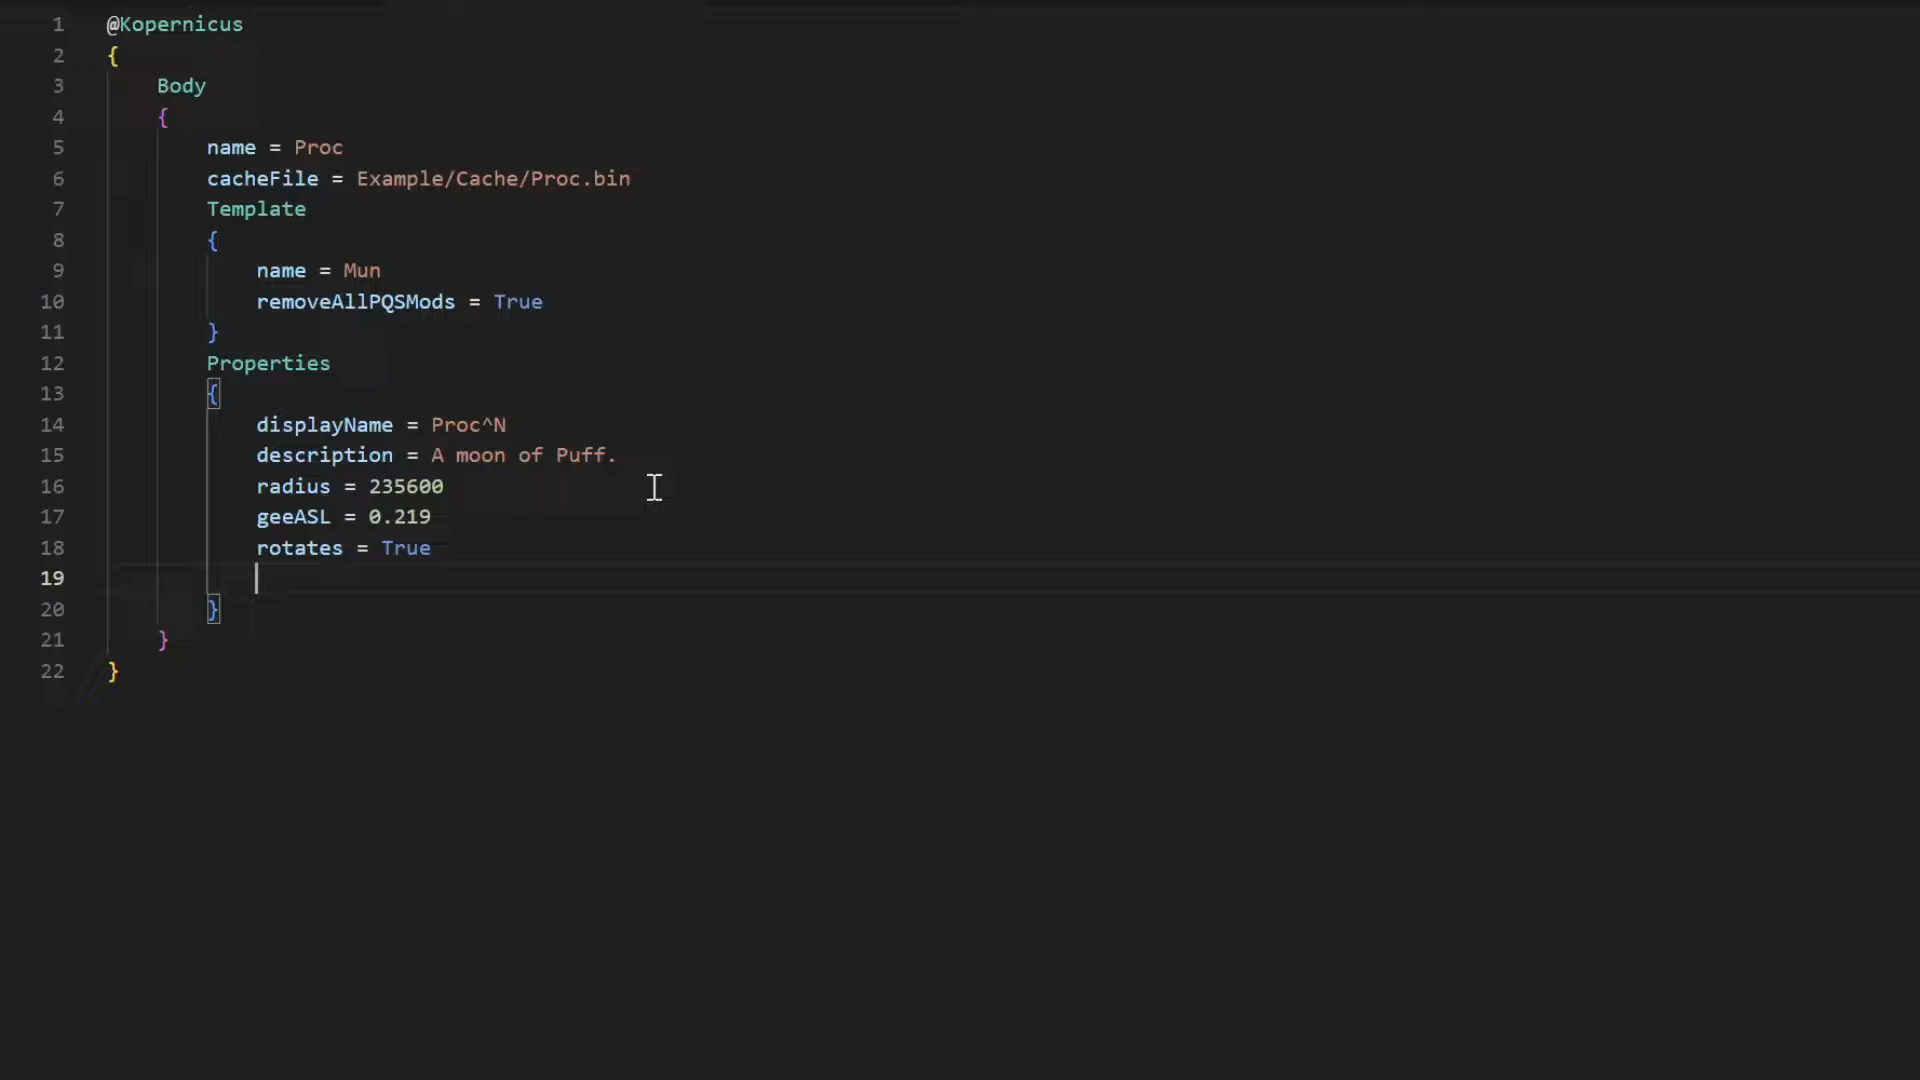 1 @Kopernicus
2 {
3 Body
4 {
5 name = Proc
6 cacheFile = Example/Cache/Proc.bin
7 Template
8 {
9 name = Mun
10 removeAllPQSMods = True
11 }
12 Properties
13 {
14 displayName = Proc^N
15 description = A moon of Puff.
16 radius = 235600
17 geeASL = 0.219
18 rotates = True
19
20 }
21 }
22 }